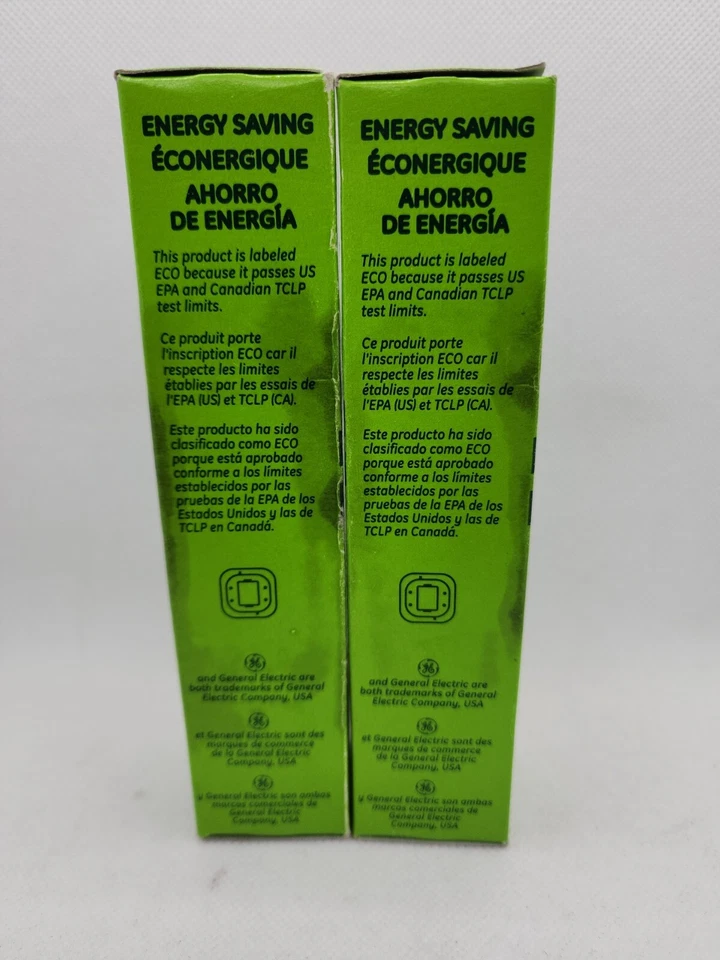 ENERGY SAVING
ÉCONERGIQUE
AHORRO
DE ENERGÍA
This product is labeled
ECO because it passes US
EPA and Canadian TCLP
test limits.
Ce produit porte
l'inscription ECO car il
respecte les limites
établies par les essais de
l'EPA (US) et TCLP (CA).
Este producto ha sido
clasificado como ECO
porque está aprobado
conforme a los límites
establecidos por las
pruebas de la EPA de los
Estados Unidos y las de
TCLP en Canadá.
GE
and General Electric are
both trademarks of General
Electric Company, USA
GE
et General Electric sont des
marques de commerce
de la General Electric
Company, USA
GE
y General Electric son ambas
marcas comerciales de
General Electric
Company, USA
ENERGY SAVING
ÉCONERGIQUE
AHORRO
DE ENERGÍA
This product is labeled
ECO because it passes US
EPA and Canadian TCLP
test limits.
Ce produit porte
l'inscription ECO car il
respecte les limites
établies par les essais de
l'EPA (US) et TCLP (CA).
Este producto ha sido
clasificado como ECO
porque está aprobado
conforme a los límites
establecidos por las
pruebas de la EPA de los
Estados Unidos y las de
TCLP en Canadá.
GE
and General Electric are
both trademarks of General
Electric Company, USA
GE
et General Electric sont des
marques de commerce
de la General Electric
Company, USA
GE
y General Electric son ambas
marcas comerciales de
General Electric
Company, USA